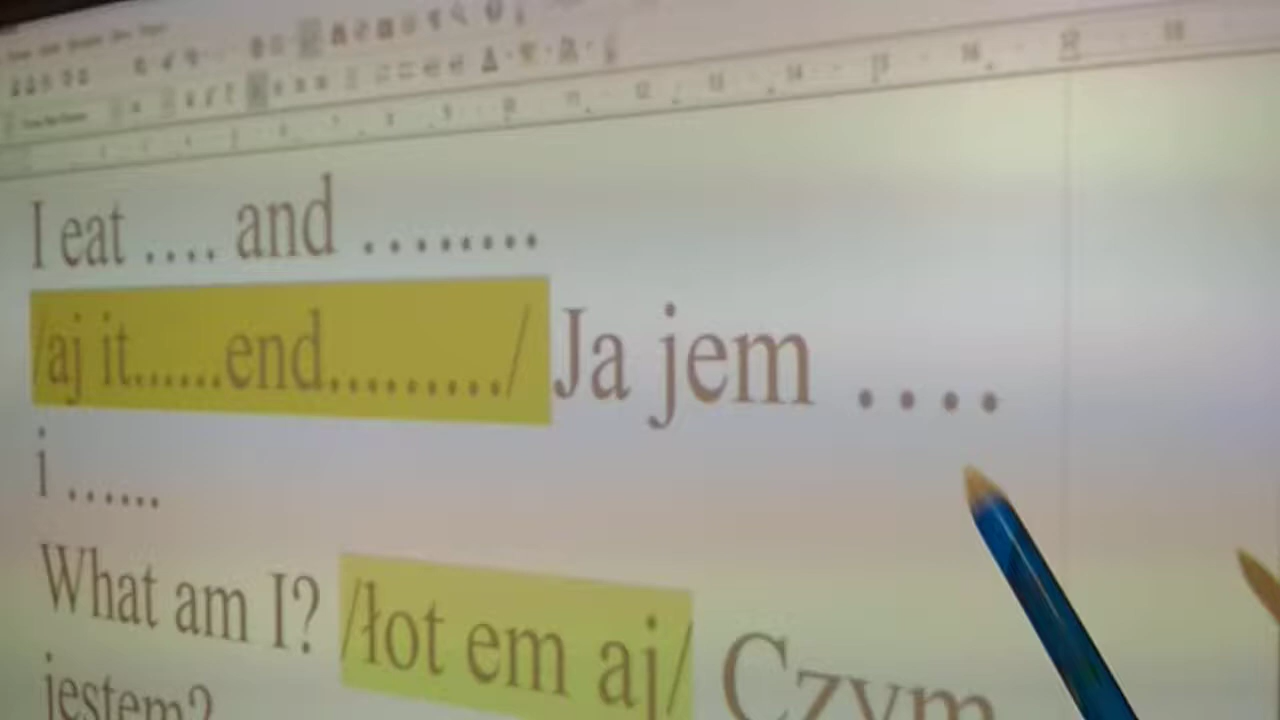 I eat .... and ........
/aj it......end........./ Ja jem ....
i ......
What am I? /łot em aj/ Czym
jestem?